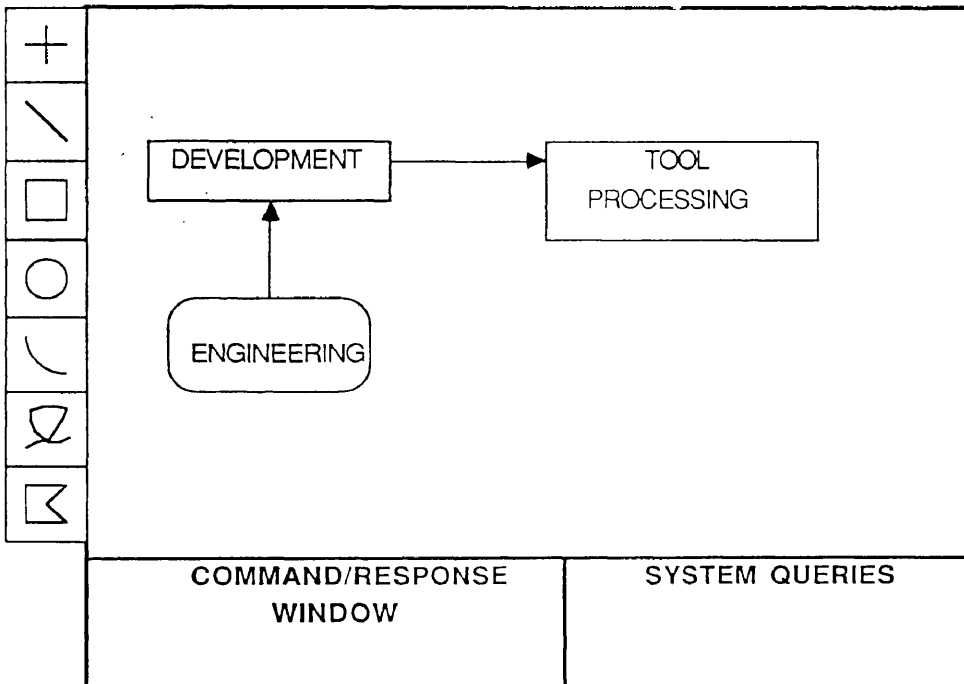 DEVELOPMENT
TOOL
PROCESSING
ENGINEERING
COMMAND/RESPONSE
WINDOW
SYSTEM QUERIES